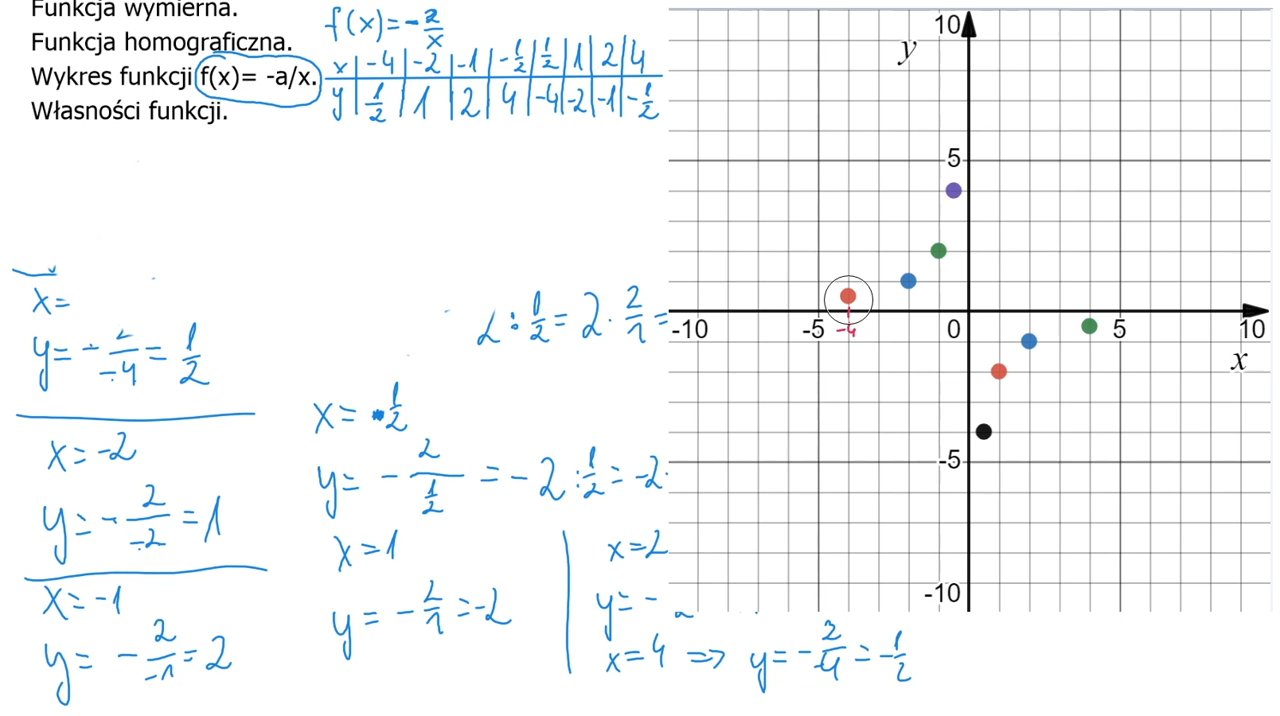 Funkcja wymierna.
Funkcja homograficzna.
Wykres funkcji f(x)= -a/x.
Własności funkcji.
f(x)=-2/x
x | -4 | -2 | -1 | -1/2 | 1/2 | 1 | 2 | 4
y | 1/2 | 1 | 2 | 4 | -4 | -2 | -1 | -1/2
x=
y= - 2/-4 = 1/2
x=-2
y= - 2/-2 = 1
x=-1
y= - 2/-1 = 2
2 : 1/2 = 2 · 2/1 =
x= 1/2
y= - 2/(1/2) = -2 : 1/2 = -2 ·
x=1
y= - 2/1 = -2
x=2
y= - 2
x=4 => y= - 2/4 = -1/2
10
y
5
-10 -5 -4 0 5 10
x
-5
-10